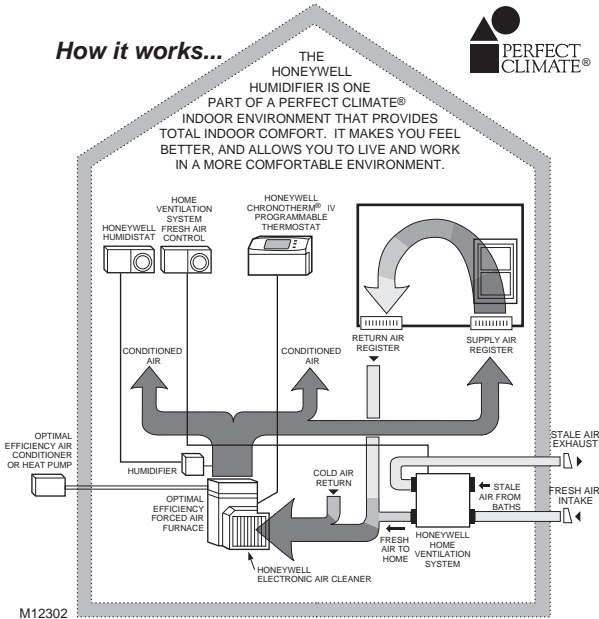 How it works...
PERFECT
CLIMATE®
THE
HONEYWELL
HUMIDIFIER IS ONE
PART OF A PERFECT CLIMATE®
INDOOR ENVIRONMENT THAT PROVIDES
TOTAL INDOOR COMFORT. IT MAKES YOU FEEL
BETTER, AND ALLOWS YOU TO LIVE AND WORK
IN A MORE COMFORTABLE ENVIRONMENT.
HONEYWELL
HUMIDISTAT
HOME
VENTILATION
SYSTEM
FRESH AIR
CONTROL
HONEYWELL
CHRONOTHERM® IV
PROGRAMMABLE
THERMOSTAT
RETURN AIR
REGISTER
SUPPLY AIR
REGISTER
CONDITIONED
AIR
CONDITIONED
AIR
OPTIMAL
EFFICIENCY AIR
CONDITIONER
OR HEAT PUMP
HUMIDIFIER
OPTIMAL
EFFICIENCY
FORCED AIR
FURNACE
COLD AIR
RETURN
STALE AIR
EXHAUST
STALE
AIR FROM
BATHS
FRESH AIR
INTAKE
FRESH
AIR TO
HOME
HONEYWELL
HOME
VENTILATION
SYSTEM
HONEYWELL
ELECTRONIC AIR CLEANER
M12302